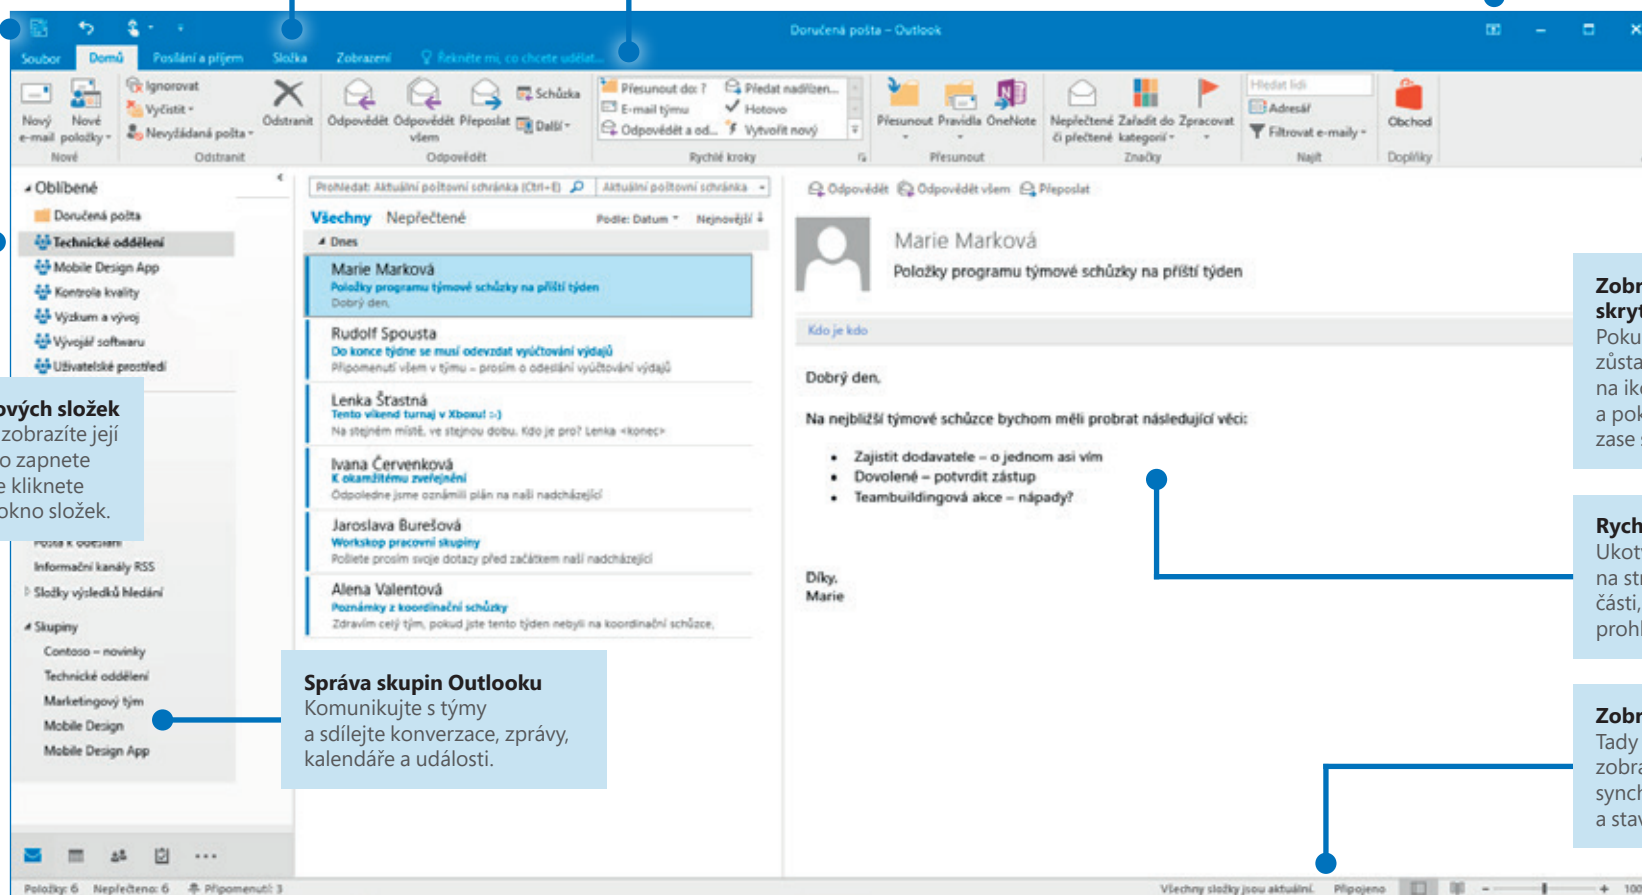 Doručená pošta – Outlook
Soubor Domů Posílání a příjem Složka Zobrazení Řekněte mi, co chcete udělat...
Nový e-mail
Nové položky
Nové
Ignorovat
Vyčistit
Nevyžádaná pošta
Odstranit
Odstranit
Odpovědět
Odpovědět všem
Přeposlat
Schůzka
Další
Odpovědět
Přesunout do: ?
E-mail týmu
Odpovědět a od...
Předat nadřízen...
Hotovo
Vytvořit nový
Rychlé kroky
Přesunout
Pravidla
OneNote
Přesunout
Nepřečtené či přečtené
Zařadit do kategorií
Zpracovat
Značky
Hledat lidi
Adresář
Filtrovat e-maily
Najít
Obchod
Doplňky
Oblíbené
Doručená pošta
Technické oddělení
Mobile Design App
Kontrola kvality
Výzkum a vývoj
Vývojář softwaru
Uživatelské prostředí
ových složek
zobrazíte její
o zapnete
e kliknete
okno složek.
Pošta k odeslání
Informační kanály RSS
Složky výsledků hledání
Skupiny
Contoso – novinky
Technické oddělení
Marketingový tým
Mobile Design
Mobile Design App
Prohledat: Aktuální poštovní schránka (Ctrl+E) Aktuální poštovní schránka
Všechny Nepřečtené Podle: Datum Nejnovější
Dnes
Marie Marková
Položky programu týmové schůzky na příští týden
Dobrý den,
Rudolf Spousta
Do konce týdne se musí odevzdat vyúčtování výdajů
Připomenutí všem v týmu – prosím o odeslání vyúčtování výdajů
Lenka Šťastná
Tento víkend turnaj v Xboxu! :-)
Na stejném místě, ve stejnou dobu. Kdo je pro? Lenka <konec>
Ivana Červenková
K okamžitému zveřejnění
Odpoledne jsme oznámili plán na naši nadcházející
Jaroslava Burešová
Workshop pracovní skupiny
Pošlete prosím svoje dotazy před začátkem naší nadcházející
Alena Valentová
Poznámky z koordinační schůzky
Zdravím celý tým, pokud jste tento týden nebyli na koordinační schůzce,
Správa skupin Outlooku
Komunikujte s týmy
a sdílejte konverzace, zprávy,
kalendáře a události.
Odpovědět Odpovědět všem Přeposlat
Marie Marková
Položky programu týmové schůzky na příští týden
Kdo je kdo
Dobrý den,
Na nejbližší týmové schůzce bychom měli probrat následující věci:
• Zajistit dodavatele – o jednom asi vím
• Dovolené – potvrdit zástup
• Teambuildingová akce – nápady?
Díky,
Marie
Zobr
skryt
Poku
zůsta
na iko
a pok
zase s
Rych
Ukotv
na str
části,
prohl
Zobr
Tady
zobra
synch
a stav
Položky: 6 Nepřečteno: 6 Připomenutí: 3
Všechny složky jsou aktuální. Připojeno 100